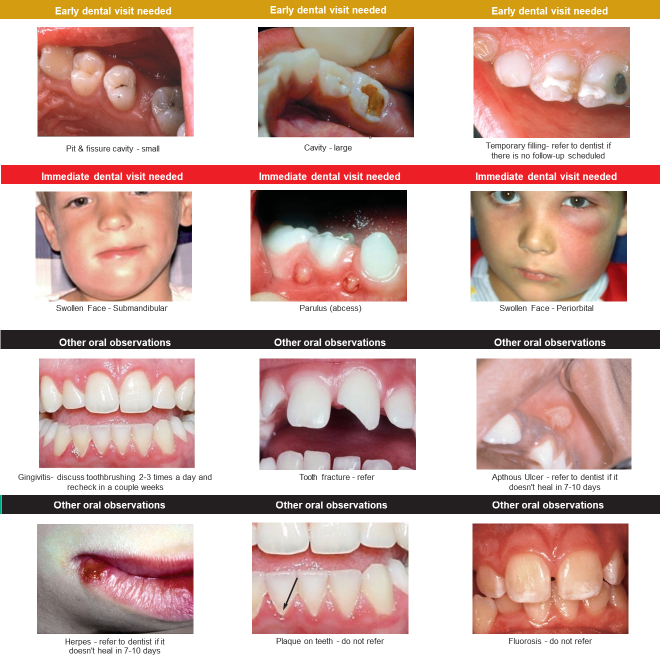 Early dental visit needed
Early dental visit needed
Early dental visit needed
Pit & fissure cavity - small
Cavity - large
Temporary filling- refer to dentist if
there is no follow-up scheduled
Immediate dental visit needed
Immediate dental visit needed
Immediate dental visit needed
Swollen Face - Submandibular
Parulus (abcess)
Swollen Face - Periorbital
Other oral observations
Other oral observations
Other oral observations
Gingivitis- discuss toothbrushing 2-3 times a day and
recheck in a couple weeks
Tooth fracture - refer
Apthous Ulcer - refer to dentist if it
doesn't heal in 7-10 days
Other oral observations
Other oral observations
Other oral observations
Herpes - refer to dentist if it
doesn't heal in 7-10 days
Plaque on teeth - do not refer
Fluorosis - do not refer